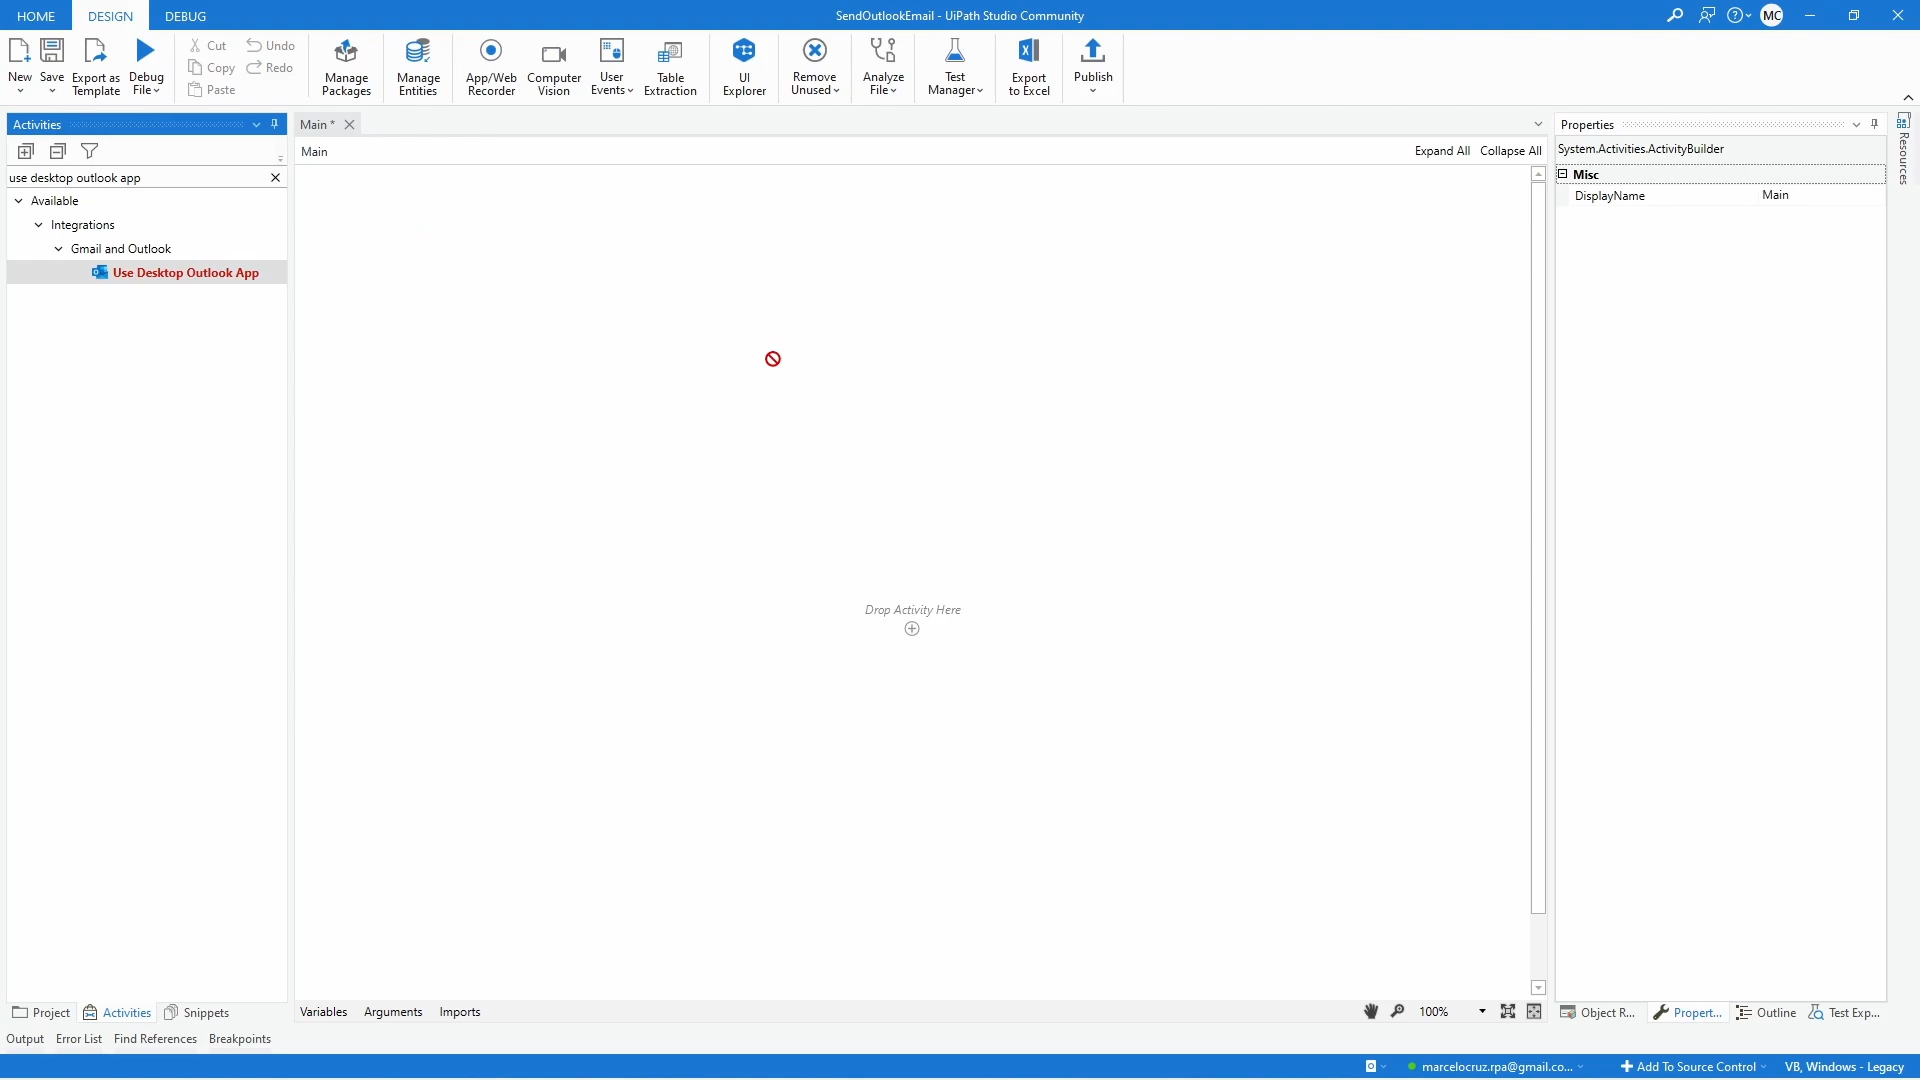 HOME DESIGN DEBUG
SendOutlookEmail - UiPath Studio Community
MC
New
Save
Export as
Template
Debug
File
Cut
Copy
Paste
Undo
Redo
Manage
Packages
Manage
Entities
App/Web
Recorder
Computer
Vision
User
Events
Table
Extraction
UI
Explorer
Remove
Unused
Analyze
File
Test
Manager
Export
to Excel
Publish
Activities
use desktop outlook app
Available
Integrations
Gmail and Outlook
Use Desktop Outlook App
Main *
Main
Expand All Collapse All
Drop Activity Here
Properties
System.Activities.ActivityBuilder
Misc
DisplayName Main
Resources
Project Activities Snippets
Variables Arguments Imports
100%
Object R... Propert... Outline Test Exp...
Output Error List Find References Breakpoints
marcelocruz.rpa@gmail.co...
Add To Source Control
VB, Windows - Legacy